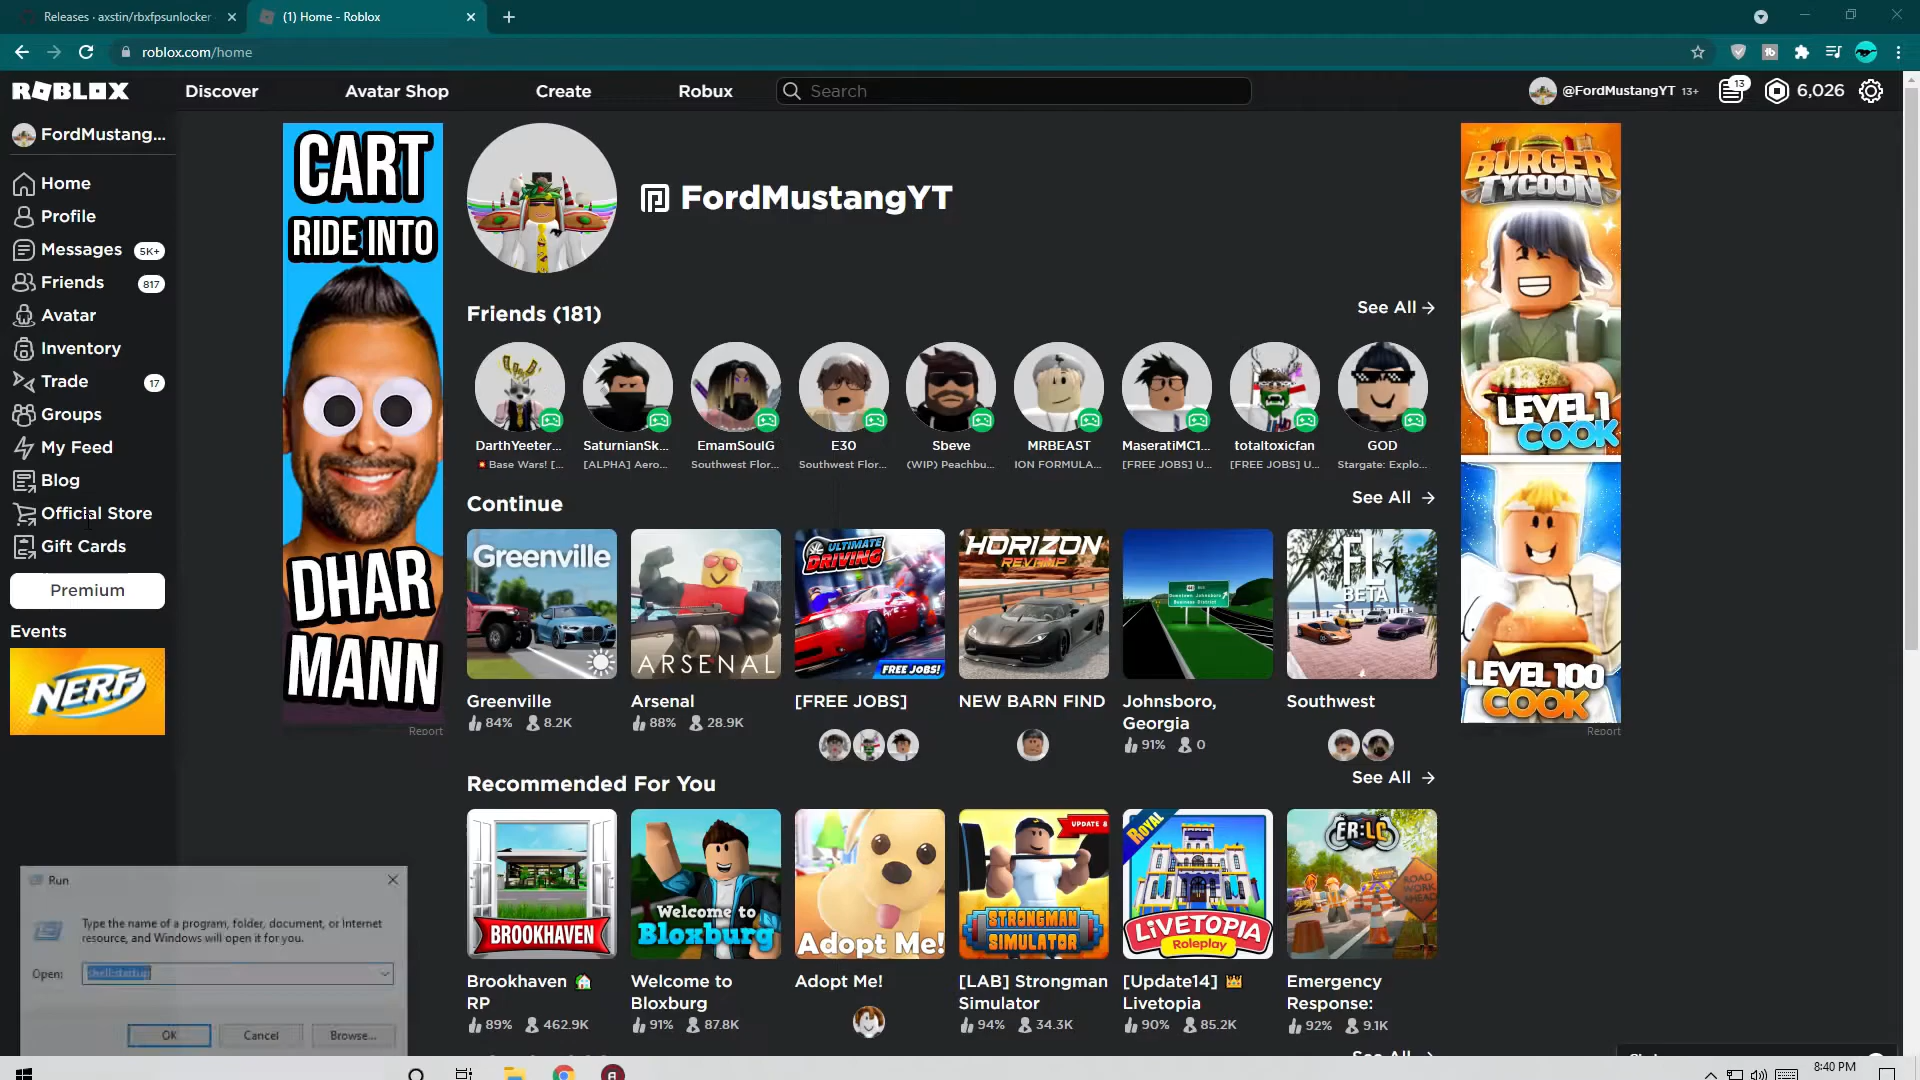 Releases · axstin/rbxfpsunlocker
(1) Home - Roblox
roblox.com/home
ROBLOX
Discover
Avatar Shop
Create
Robux
Search
@FordMustangYT 13+
13
6,026
FordMustang...
Home
Profile
Messages 5K+
Friends 817
Avatar
Inventory
Trade 17
Groups
My Feed
Blog
Official Store
Gift Cards
Premium
Events
NERF
CART
RIDE INTO
DHAR
MANN
Report
FordMustangYT
Friends (181)
See All
DarthYeeter... SaturnianSk... EmamSoulG E30 Sbeve MRBEAST MaseratiMC1... totaltoxicfan GOD
Base Wars! [... [ALPHA] Aero... Southwest Flor... Southwest Flor... (WIP) Peachbu... ION FORMULA... [FREE JOBS] U... [FREE JOBS] U... Stargate: Explo...
Continue
See All
Greenville
ARSENAL
ULTIMATE
DRIVING
FREE JOBS!
HORIZON
REVAMP
Downtown Johnsboro
Business District
FL
BETA
Greenville
84% 8.2K
Arsenal
88% 28.9K
[FREE JOBS]
NEW BARN FIND
Johnsboro,
Georgia
91% 0
Southwest
Recommended For You
See All
BROOKHAVEN
Welcome to
Bloxburg
Adopt Me!
UPDATE 8
STRONGMAN
SIMULATOR
ROYAL
LIVETOPIA
Roleplay
ER:LC
ROAD
WORK
AHEAD
Brookhaven
RP
89% 462.9K
Welcome to
Bloxburg
91% 87.8K
Adopt Me!
[LAB] Strongman
Simulator
94% 34.3K
[Update14]
Livetopia
90% 85.2K
Emergency
Response:
92% 9.1K
See All
BURGER
TYCOON
LEVEL 1
COOK
LEVEL 100
COOK
Report
Run
Type the name of a program, folder, document, or Internet
resource, and Windows will open it for you.
Open: shell:startup
OK
Cancel
Browse...
8:40 PM